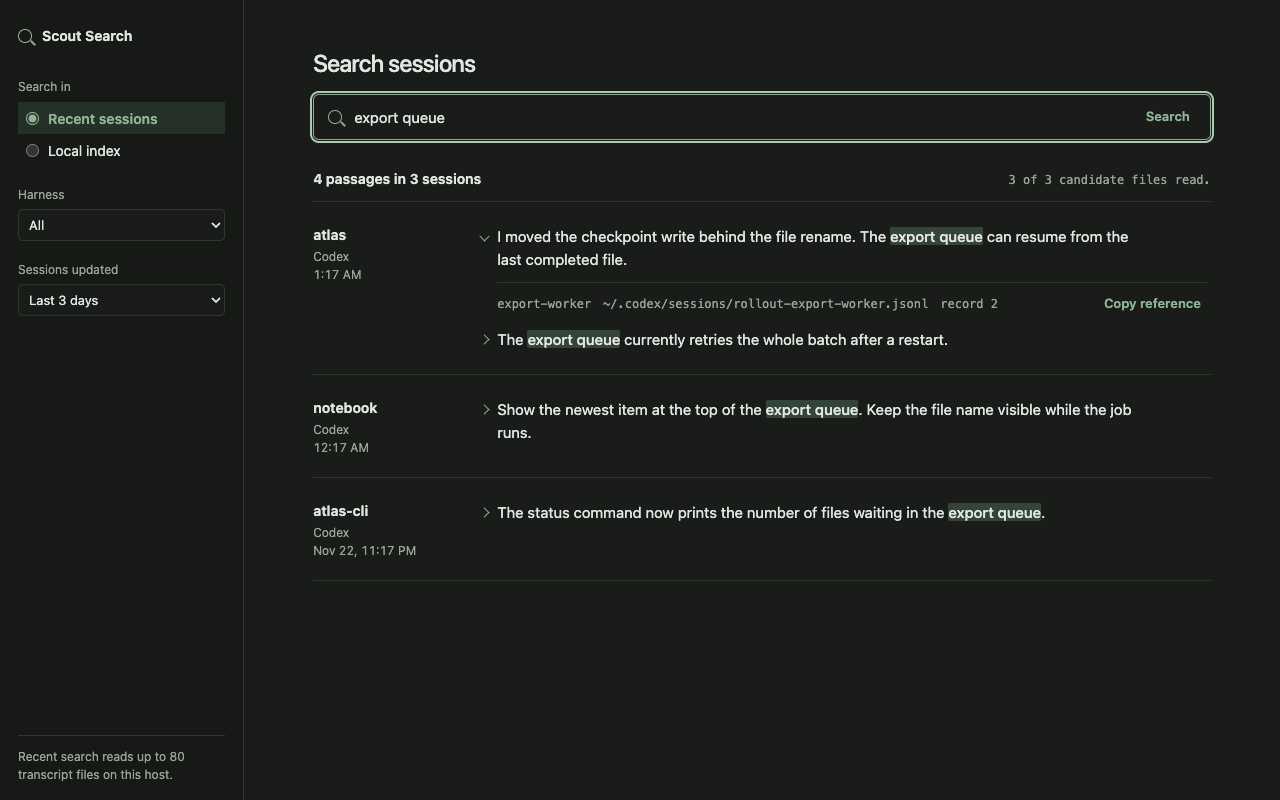 Scout Search
Search in
Recent sessions
Local index
Harness
All
Sessions updated
Last 3 days
Recent search reads up to 80
transcript files on this host.
Search sessions
export queue
Search
4 passages in 3 sessions
3 of 3 candidate files read.
atlas
Codex
1:17 AM
I moved the checkpoint write behind the file rename. The export queue can resume from the
last completed file.
export-worker ~/.codex/sessions/rollout-export-worker.jsonl record 2
Copy reference
The export queue currently retries the whole batch after a restart.
notebook
Codex
12:17 AM
Show the newest item at the top of the export queue. Keep the file name visible while the job
runs.
atlas-cli
Codex
Nov 22, 11:17 PM
The status command now prints the number of files waiting in the export queue.